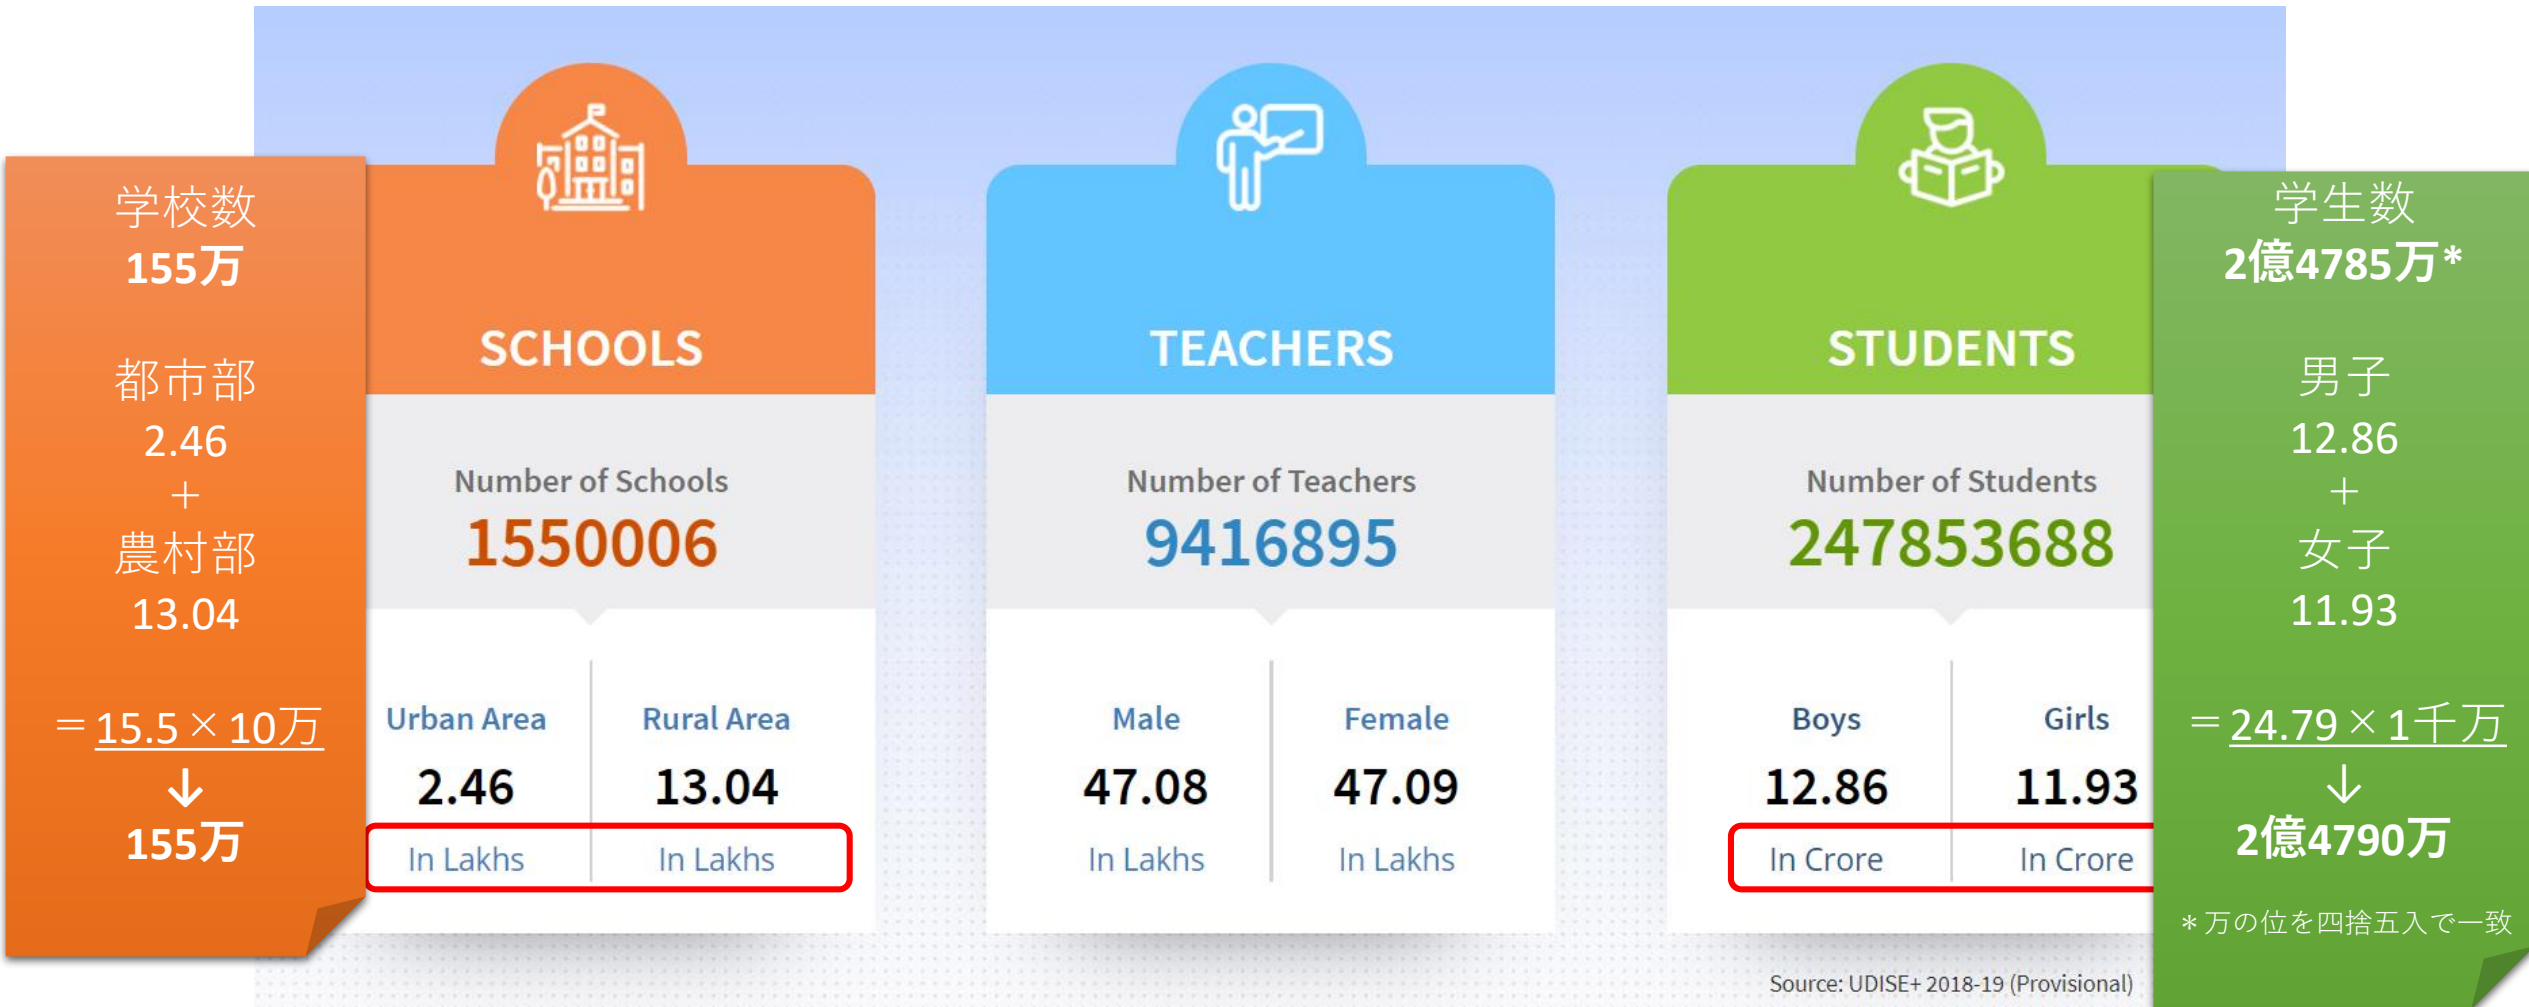 学校数
155万
都市部
2.46
＋
農村部
13.04
＝15.5×10万
↓
155万
SCHOOLS
Number of Schools
1550006
Urban Area
2.46
In Lakhs
Rural Area
13.04
In Lakhs
TEACHERS
Number of Teachers
9416895
Male
47.08
In Lakhs
Female
47.09
In Lakhs
STUDENTS
Number of Students
247853688
Boys
12.86
In Crore
Girls
11.93
In Crore
Source: UDISE+ 2018-19 (Provisional)
学生数
2億4785万*
男子
12.86
＋
女子
11.93
＝24.79×1千万
↓
2億4790万
＊万の位を四捨五入で一致